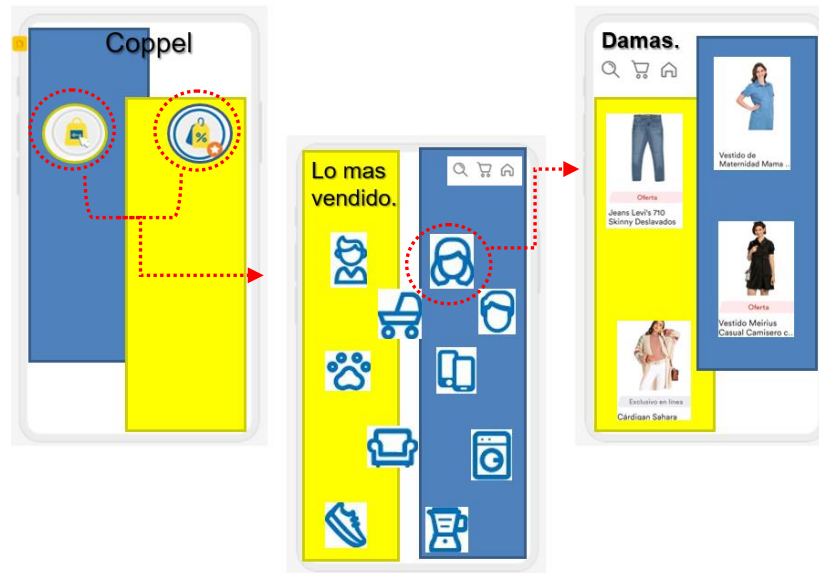 Coppel
%
Lo mas
vendido.
Damas.
Oferta
Jeans Levi's 710
Skinny Deslavados
Vestido de
Maternidad Mama ..
Oferta
Vestido Meirius
Casual Camisero c..
Exclusivo en línea
Cárdigan Sahara